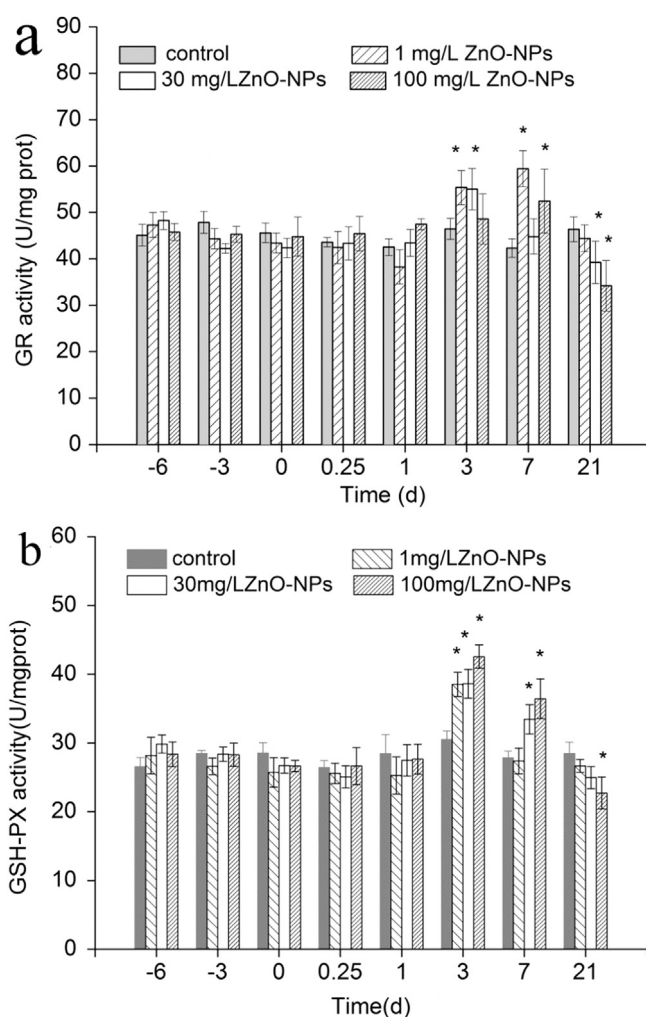 a
90
80
70
60
50
40
30
20
10
0
GR activity (U/mg prot)
control
1 mg/L ZnO-NPs
30 mg/LZnO-NPs
100 mg/L ZnO-NPs
* * * * * *
-6 -3 0 0.25 1 3 7 21
Time (d)
b
60
50
40
30
20
10
0
GSH-PX activity(U/mgprot)
control
1mg/LZnO-NPs
30mg/LZnO-NPs
100mg/LZnO-NPs
* * * * * *
-6 -3 0 0.25 1 3 7 21
Time(d)